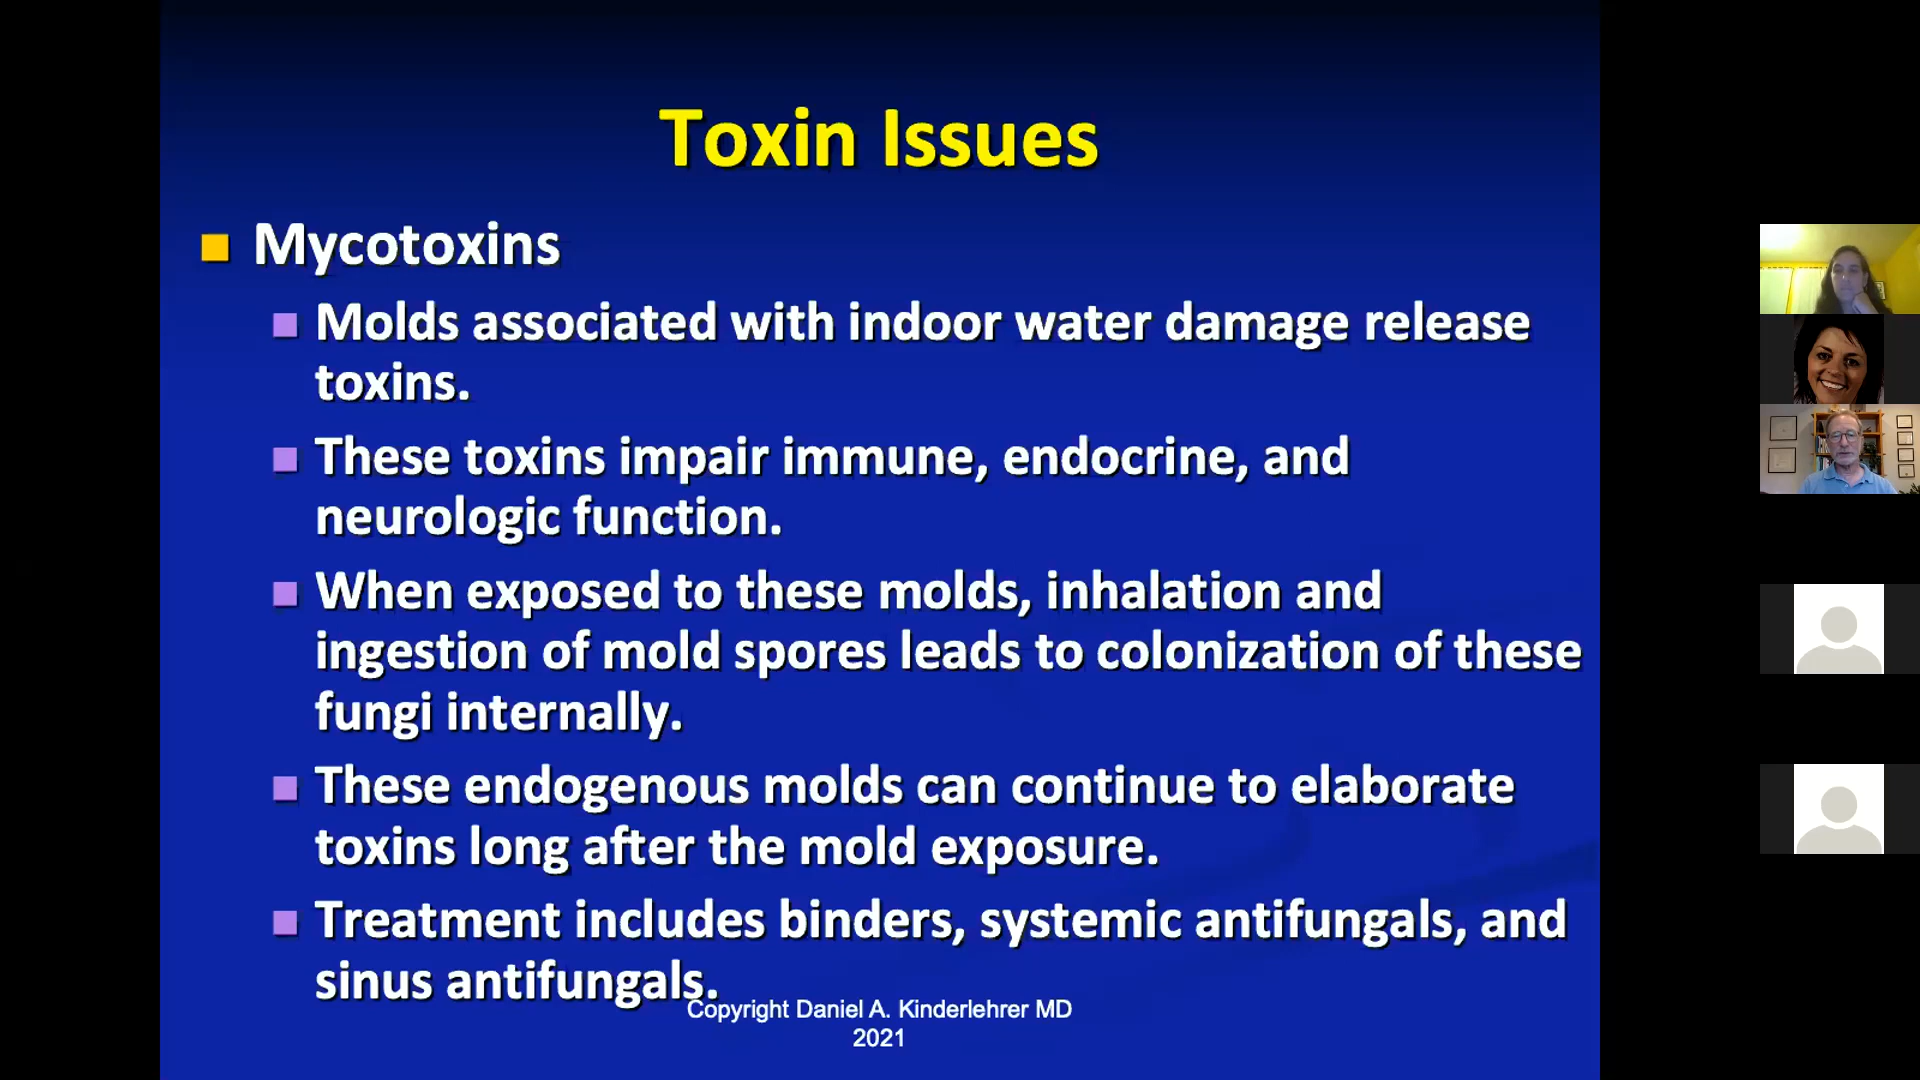 Toxin Issues
Mycotoxins
Molds associated with indoor water damage release
toxins.
These toxins impair immune, endocrine, and
neurologic function.
When exposed to these molds, inhalation and
ingestion of mold spores leads to colonization of these
fungi internally.
These endogenous molds can continue to elaborate
toxins long after the mold exposure.
Treatment includes binders, systemic antifungals, and
sinus antifungals.
Copyright Daniel A. Kinderlehrer MD
2021